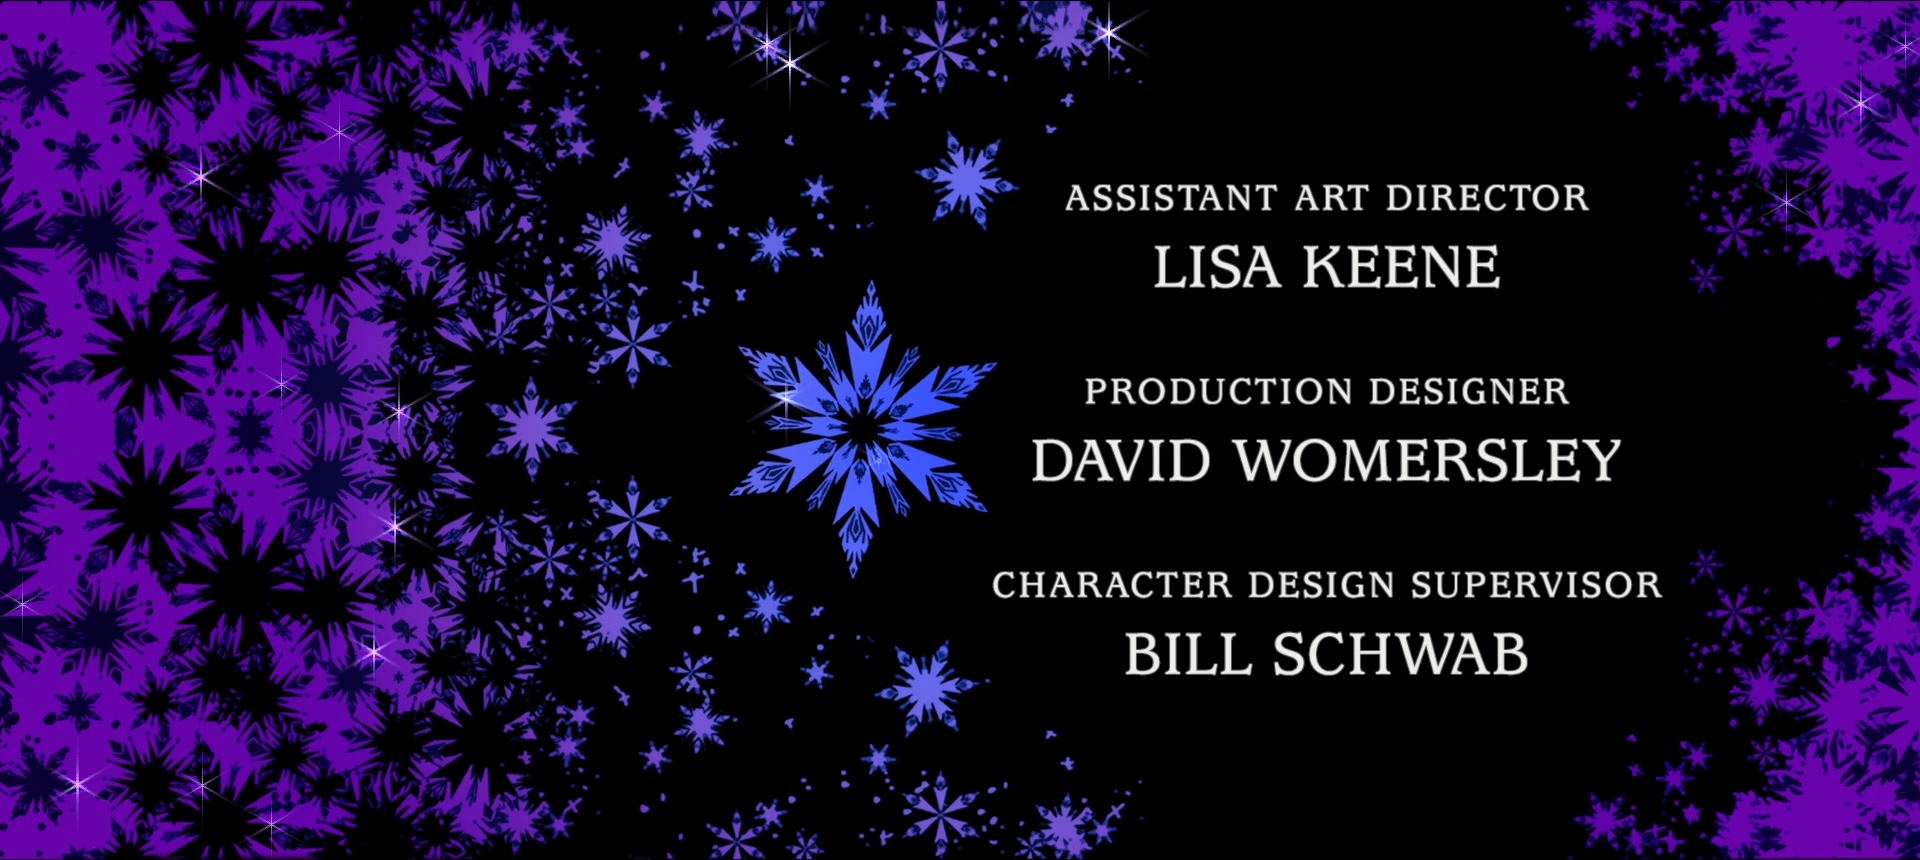 ASSISTANT ART DIRECTOR
LISA KEENE
PRODUCTION DESIGNER
DAVID WOMERSLEY
CHARACTER DESIGN SUPERVISOR
BILL SCHWAB